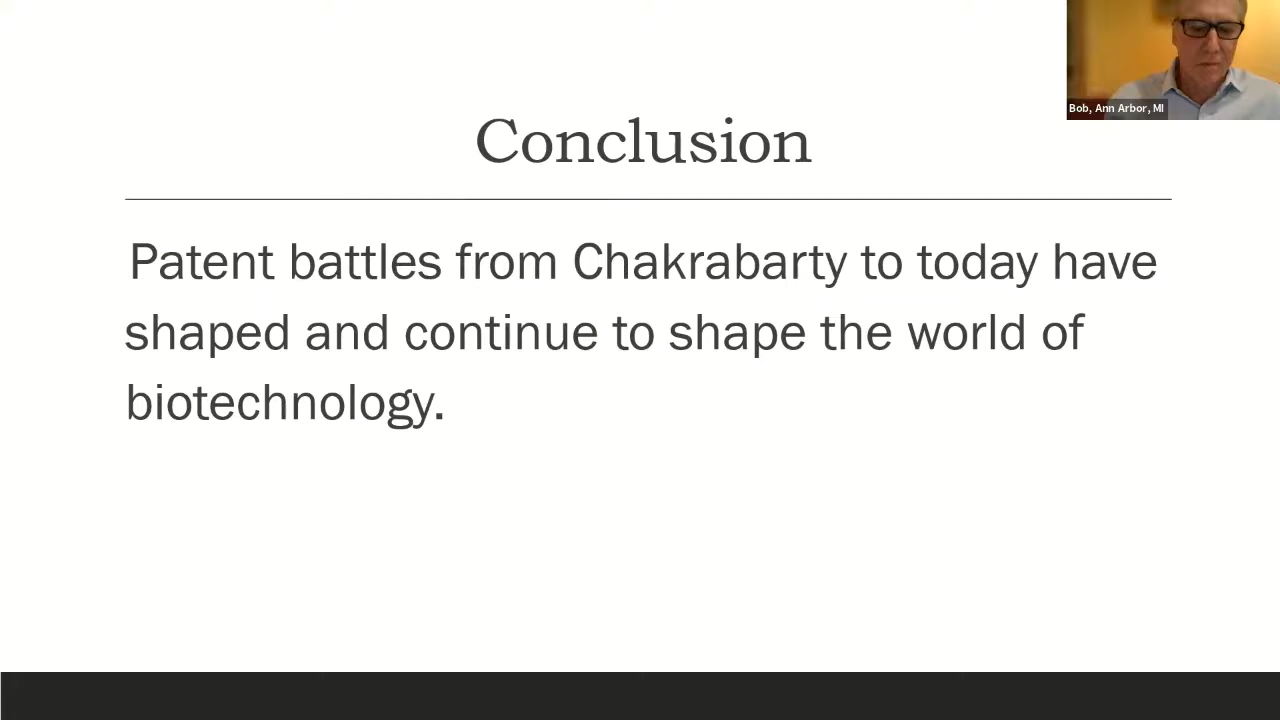 Bob, Ann Arbor, MI
Conclusion
Patent battles from Chakrabarty to today have
shaped and continue to shape the world of
biotechnology.